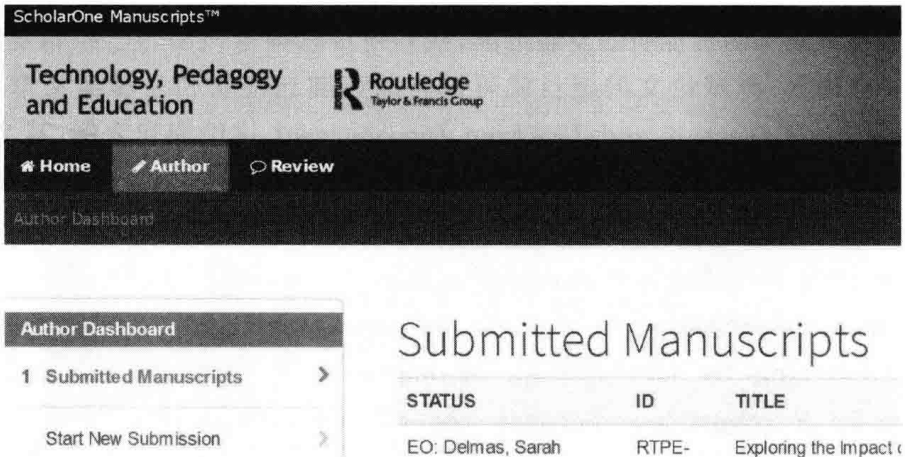 ScholarOne Manuscripts™
Technology, Pedagogy
and Education
Routledge
Taylor & Francis Group
Home Author Review
Author Dashboard
Author Dashboard
1 Submitted Manuscripts
Start New Submission
Submitted Manuscripts
STATUS ID TITLE
EO: Delmas, Sarah RTPE- Exploring the Impact